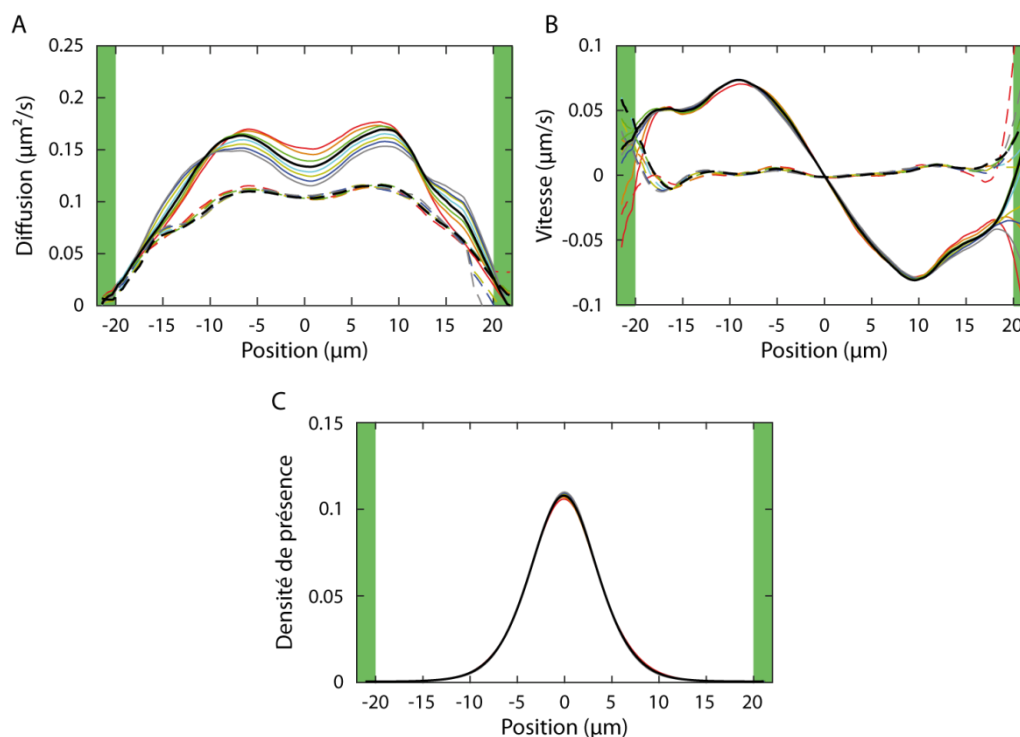 A
Diffusion (µm²/s)
0.25
0.2
0.15
0.1
0.05
0
-20 -15 -10 -5 0 5 10 15 20
Position (µm)
B
Vitesse (µm/s)
0.1
0.05
0
-0.05
-0.1
-20 -15 -10 -5 0 5 10 15 20
Position (µm)
C
Densité de présence
0.15
0.1
0.05
0
-20 -15 -10 -5 0 5 10 15 20
Position (µm)